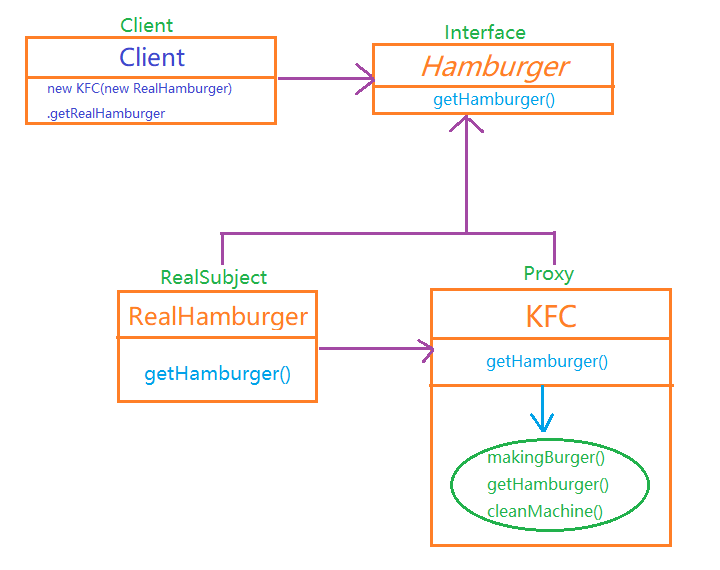 Client
Client
new KFC(new RealHamburger)
.getRealHamburger
Interface
Hamburger
getHamburger()
RealSubject
RealHamburger
getHamburger()
Proxy
KFC
getHamburger()
makingBurger()
getHamburger()
cleanMachine()